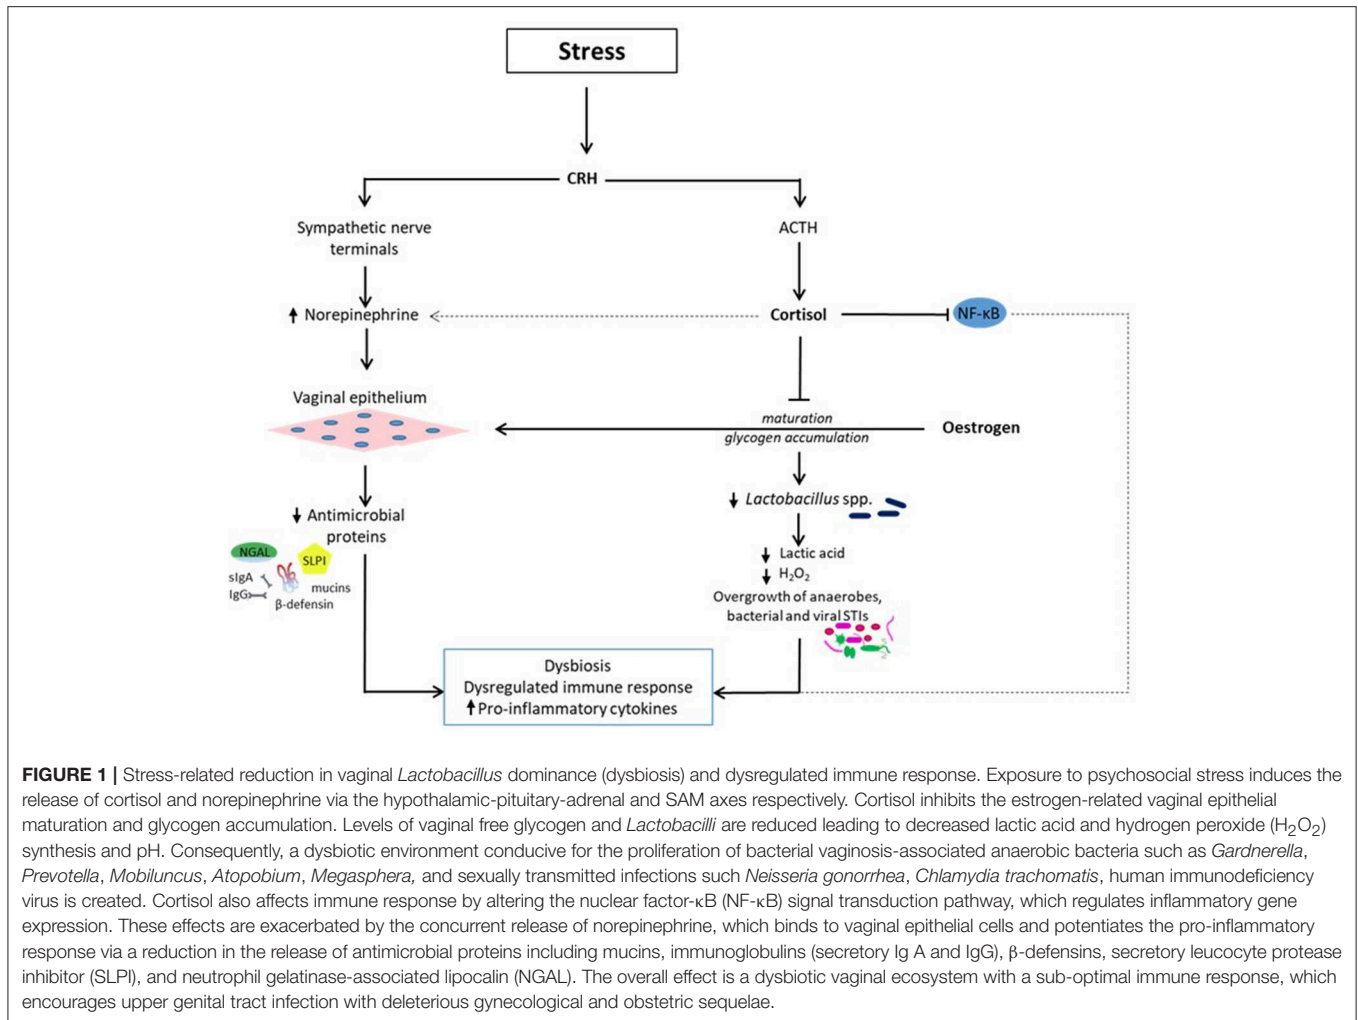 Stress
CRH
Sympathetic nerve
terminals
ACTH
↑ Norepinephrine
Cortisol
NF-κB
Vaginal epithelium
maturation
glycogen accumulation
Oestrogen
↓ Antimicrobial
proteins
↓ Lactobacillus spp.
NGAL
SLPI
sIgA
IgG
mucins
β-defensin
↓ Lactic acid
↓ H₂O₂
Overgrowth of anaerobes,
bacterial and viral STIs
Dysbiosis
Dysregulated immune response
↑ Pro-inflammatory cytokines
FIGURE 1 | Stress-related reduction in vaginal Lactobacillus dominance (dysbiosis) and dysregulated immune response. Exposure to psychosocial stress induces the
release of cortisol and norepinephrine via the hypothalamic-pituitary-adrenal and SAM axes respectively. Cortisol inhibits the estrogen-related vaginal epithelial
maturation and glycogen accumulation. Levels of vaginal free glycogen and Lactobacilli are reduced leading to decreased lactic acid and hydrogen peroxide (H₂O₂)
synthesis and pH. Consequently, a dysbiotic environment conducive for the proliferation of bacterial vaginosis-associated anaerobic bacteria such as Gardnerella,
Prevotella, Mobiluncus, Atopobium, Megasphera, and sexually transmitted infections such Neisseria gonorrhea, Chlamydia trachomatis, human immunodeficiency
virus is created. Cortisol also affects immune response by altering the nuclear factor-κB (NF-κB) signal transduction pathway, which regulates inflammatory gene
expression. These effects are exacerbated by the concurrent release of norepinephrine, which binds to vaginal epithelial cells and potentiates the pro-inflammatory
response via a reduction in the release of antimicrobial proteins including mucins, immunoglobulins (secretory Ig A and IgG), β-defensins, secretory leucocyte protease
inhibitor (SLPI), and neutrophil gelatinase-associated lipocalin (NGAL). The overall effect is a dysbiotic vaginal ecosystem with a sub-optimal immune response, which
encourages upper genital tract infection with deleterious gynecological and obstetric sequelae.